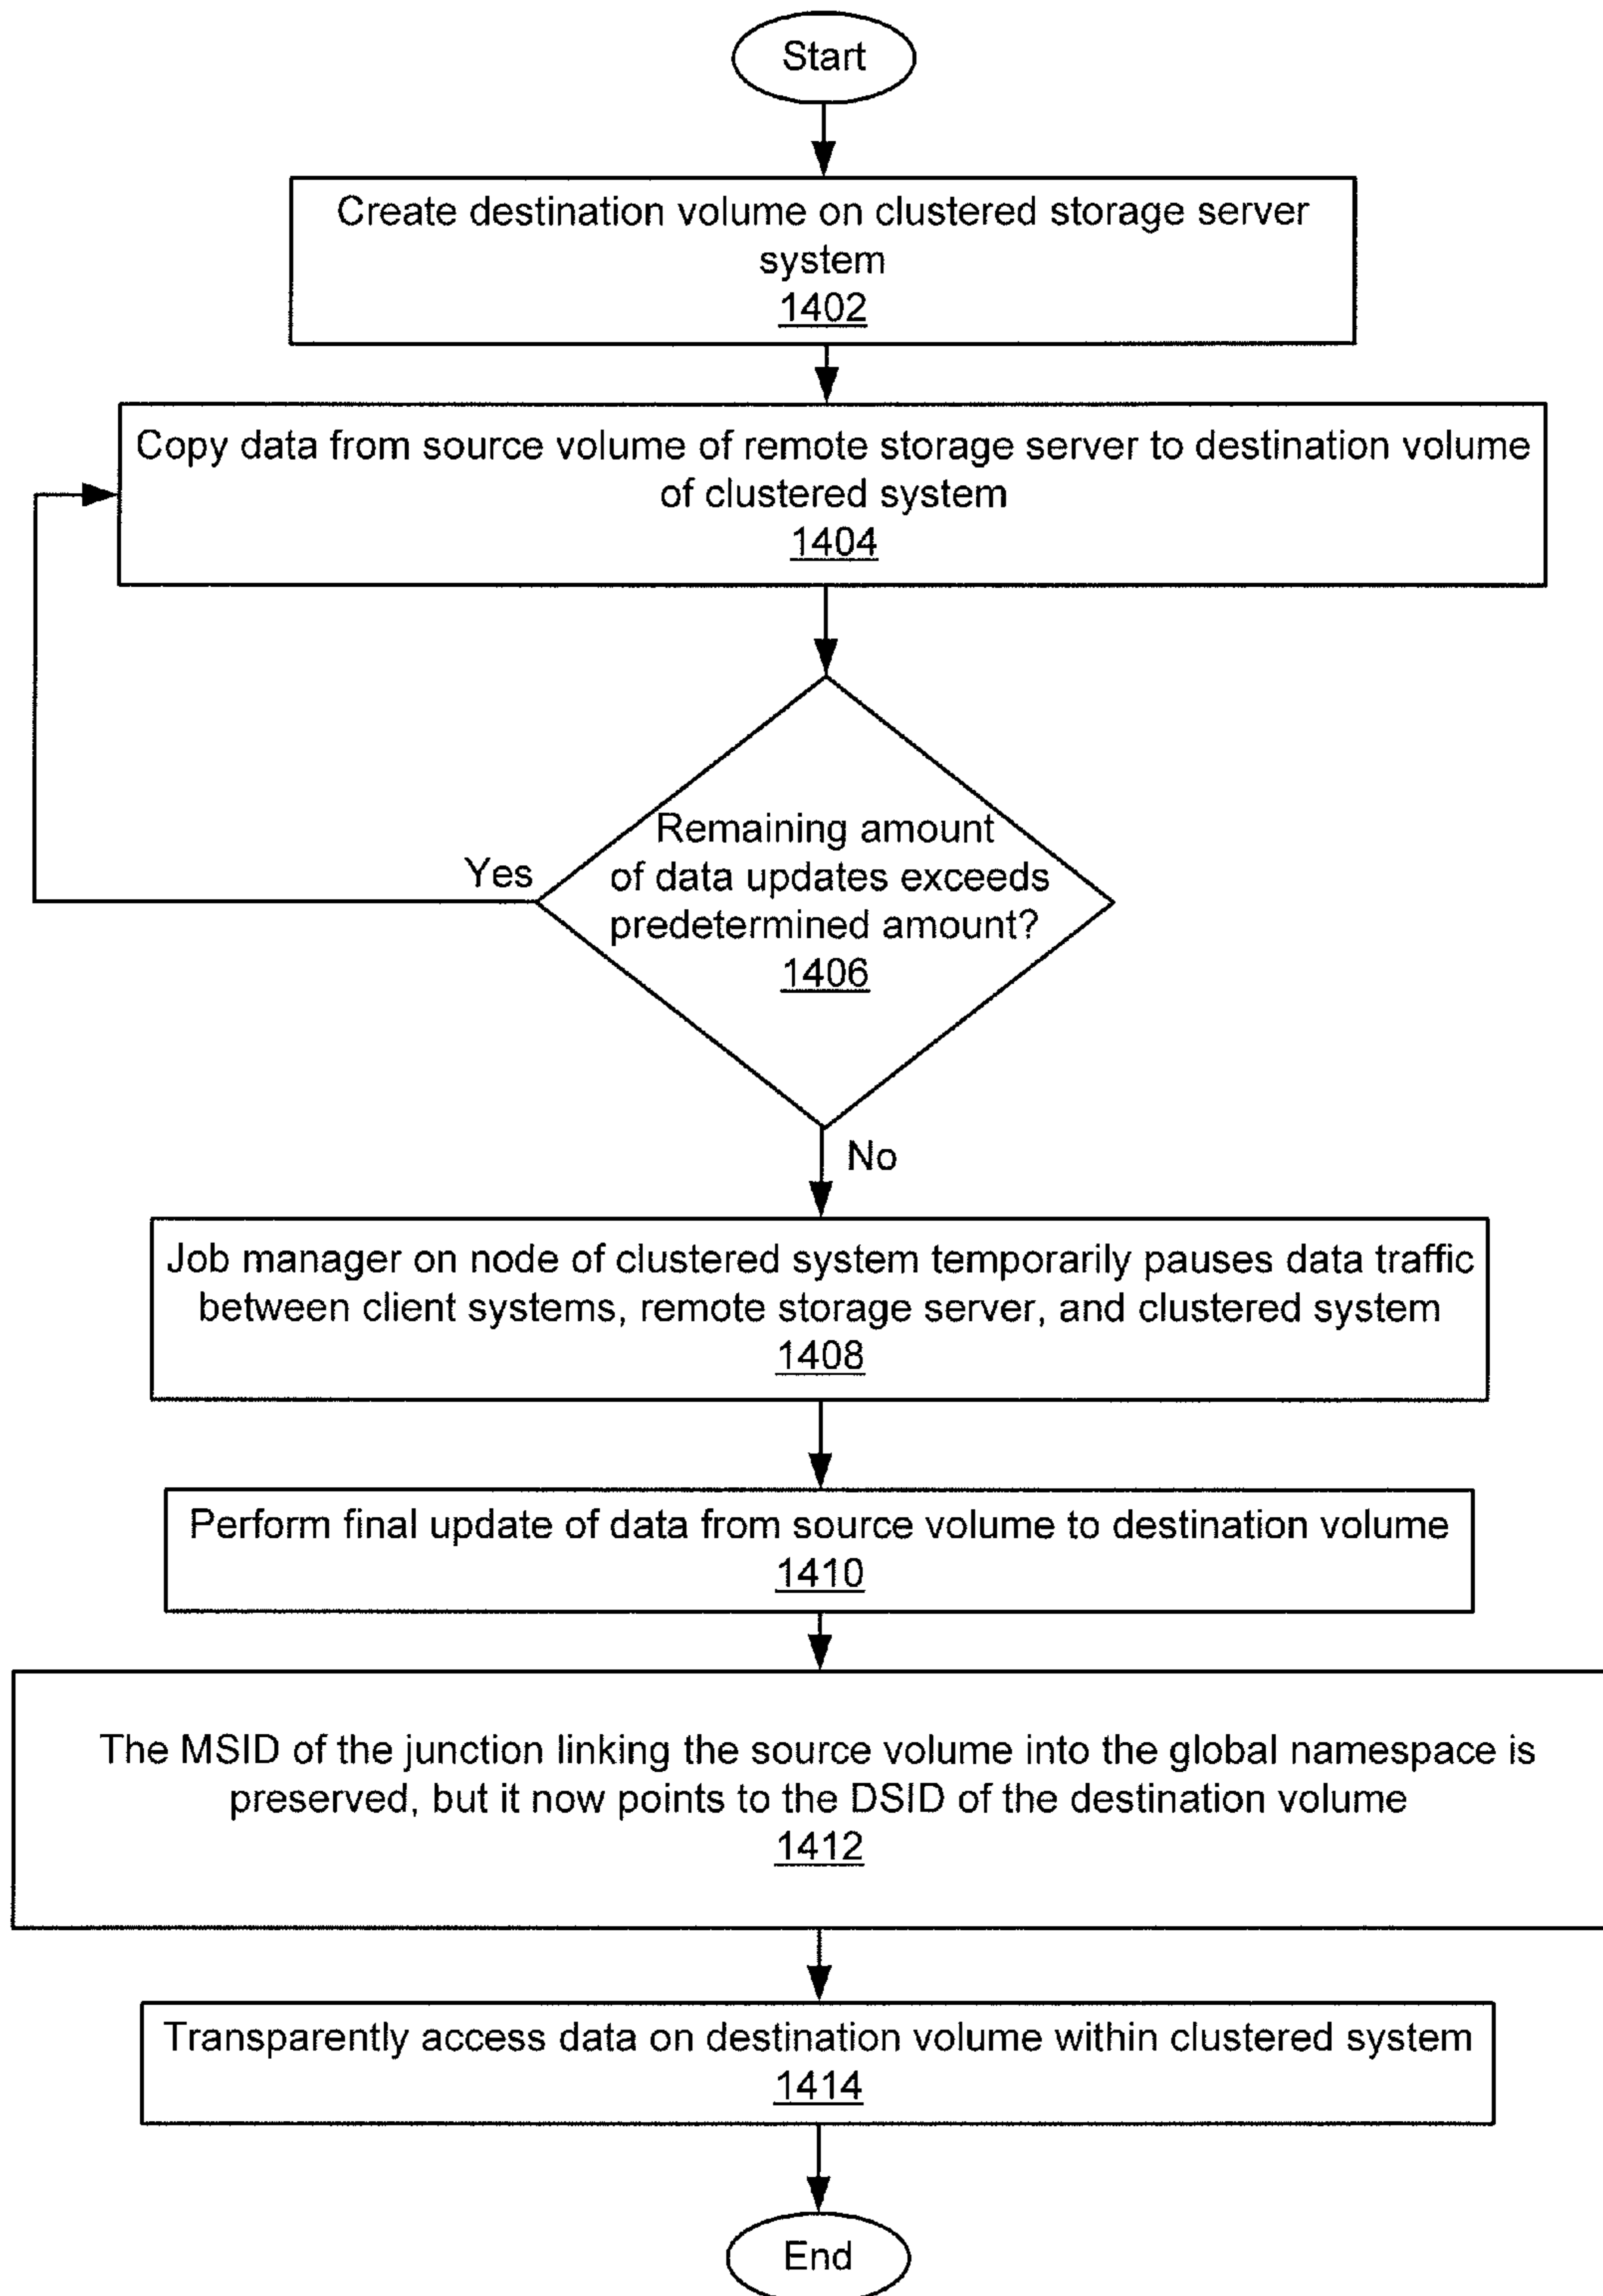 Start
Create destination volume on clustered storage server
system
1402
Copy data from source volume of remote storage server to destination volume
of clustered system
1404
Remaining amount
of data updates exceeds
predetermined amount?
1406
Yes
No
Job manager on node of clustered system temporarily pauses data traffic
between client systems, remote storage server, and clustered system
1408
Perform final update of data from source volume to destination volume
1410
The MSID of the junction linking the source volume into the global namespace is
preserved, but it now points to the DSID of the destination volume
1412
Transparently access data on destination volume within clustered system
1414
End